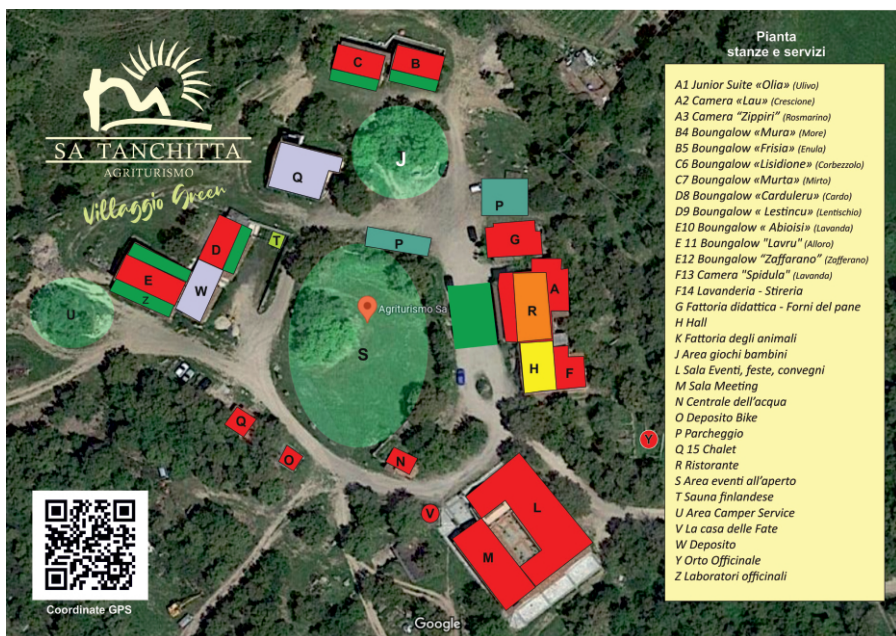 SA TANCHITTA
AGRITURISMO
Villaggio Green
Pianta
stanze e servizi
A1 Junior Suite «Olia» (Ulivo)
A2 Camera «Lau» (Crescione)
A3 Camera “Zippiri” (Rosmarino)
B4 Boungalow «Mura» (More)
B5 Boungalow «Frisia» (Enula)
C6 Boungalow «Lisidione» (Corbezzolo)
C7 Boungalow «Murta» (Mirto)
D8 Boungalow «Carduleru» (Cardo)
D9 Boungalow « Lestincu» (Lentischio)
E10 Boungalow « Abioisi» (Lavanda)
E 11 Boungalow "Lavru" (Alloro)
E12 Boungalow “Zaffarano” (Zafferano)
F13 Camera "Spidula" (Lavanda)
F14 Lavanderia - Stireria
G Fattoria didattica - Forni del pane
H Hall
K Fattoria degli animali
J Area giochi bambini
L Sala Eventi, feste, convegni
M Sala Meeting
N Centrale dell’acqua
O Deposito Bike
P Parcheggio
Q 15 Chalet
R Ristorante
S Area eventi all’aperto
T Sauna finlandese
U Area Camper Service
V La casa delle Fate
W Deposito
Y Orto Officinale
Z Laboratori officinali
C
B
J
Q
P
T
P
G
D
E
Z
W
U
A
R
Agriturismo Sa
S
H
F
Q
O
N
Y
V
L
M
Coordinate GPS
Google